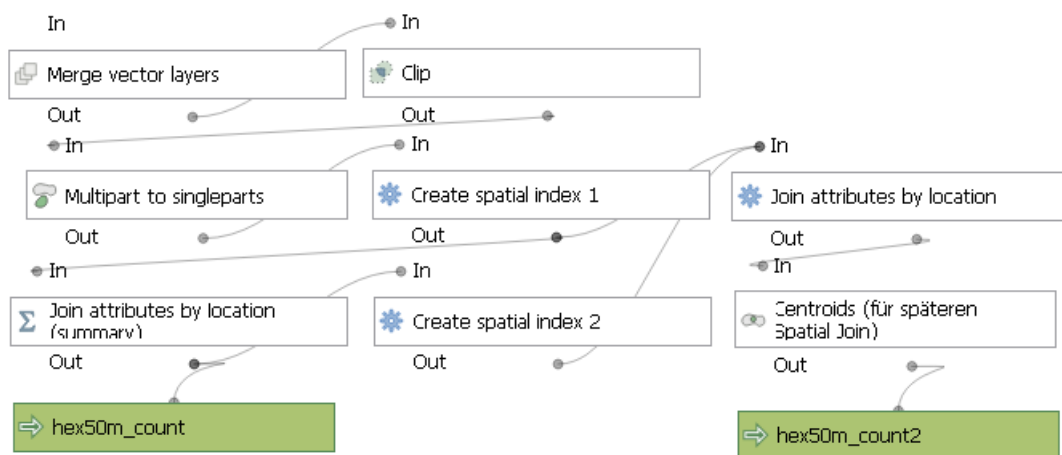 In
In
Merge vector layers
Clip
Out
Out
In
In
In
Multipart to singleparts
Create spatial index 1
Join attributes by location
Out
Out
Out
In
In
In
Join attributes by location
(summary)
Create spatial index 2
Centroids (für späteren
Spatial Join)
Out
Out
Out
hex50m_count
hex50m_count2